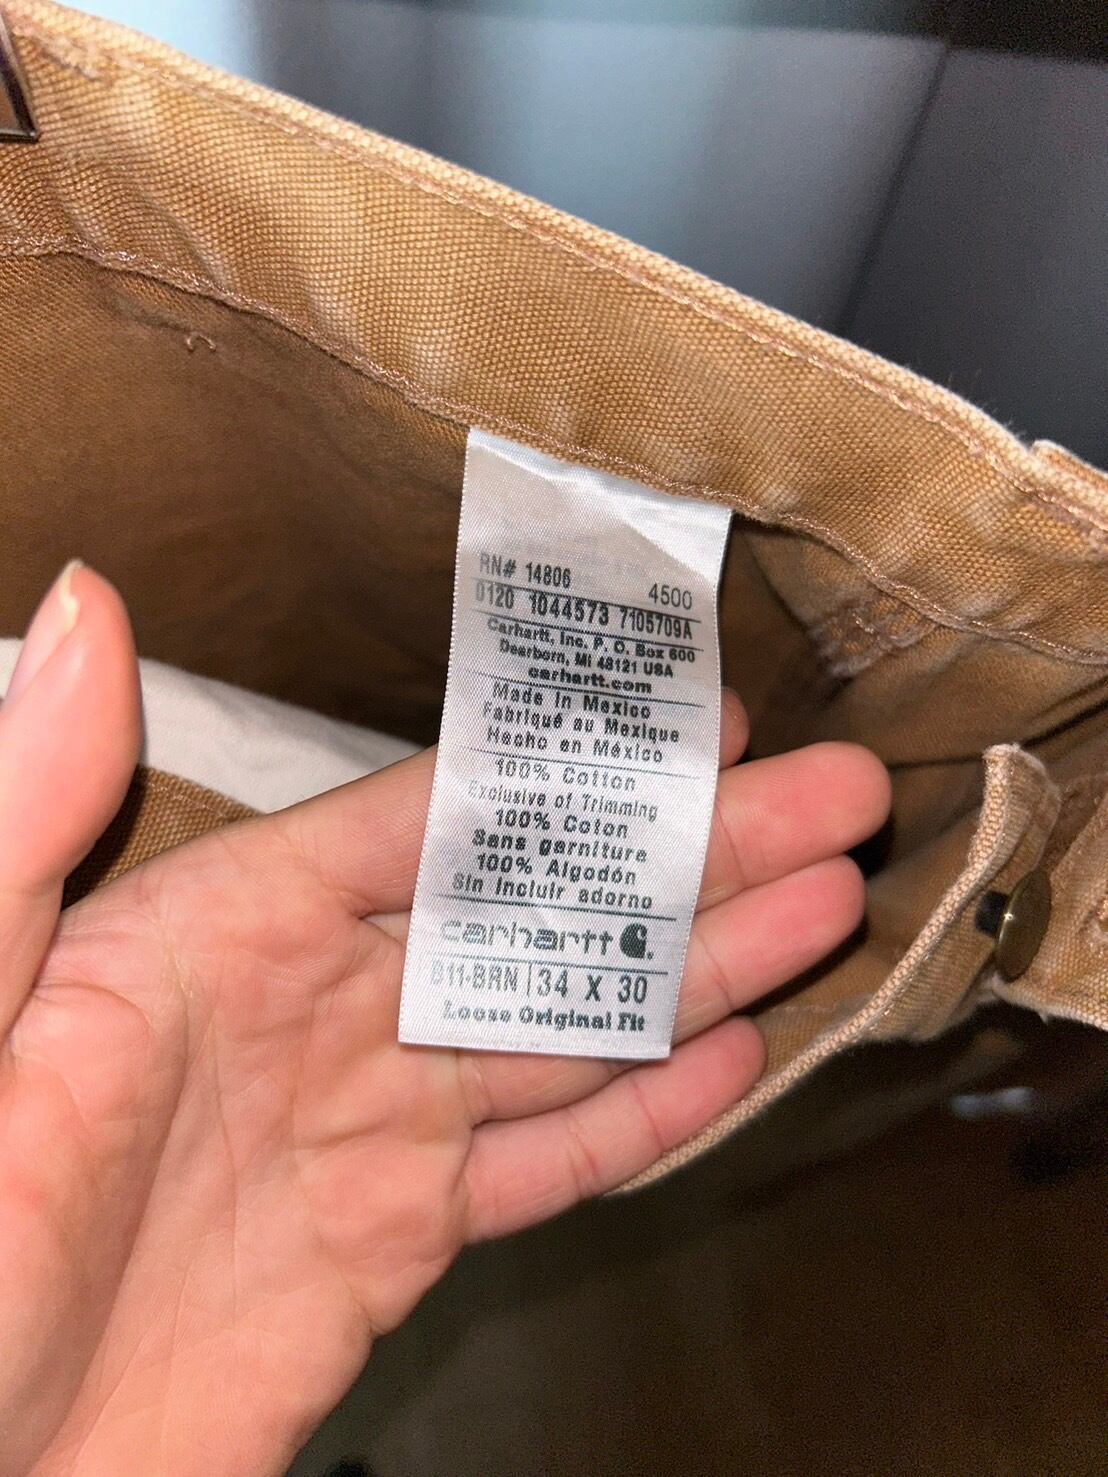 RN# 14806 4500
0120 1044573 7105709A
Carhartt, Inc. P. O. Box 600
Dearborn, MI 48121 USA
carhartt.com
Made in Mexico
Fabriqué au Mexique
Hecho en México
100% Cotton
Exclusive of Trimming
100% Coton
Sans garniture
100% Algodón
Sin incluir adorno
carhartt
B11-BRN | 34 X 30
Loose Original Fit